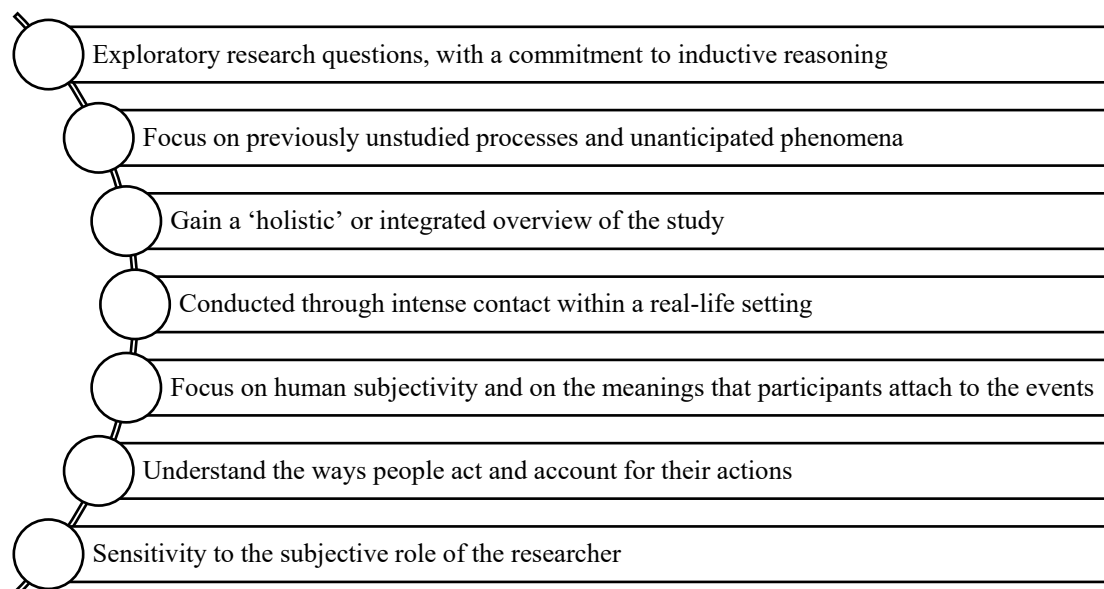 Exploratory research questions, with a commitment to inductive reasoning
Focus on previously unstudied processes and unanticipated phenomena
Gain a ‘holistic’ or integrated overview of the study
Conducted through intense contact within a real-life setting
Focus on human subjectivity and on the meanings that participants attach to the events
Understand the ways people act and account for their actions
Sensitivity to the subjective role of the researcher